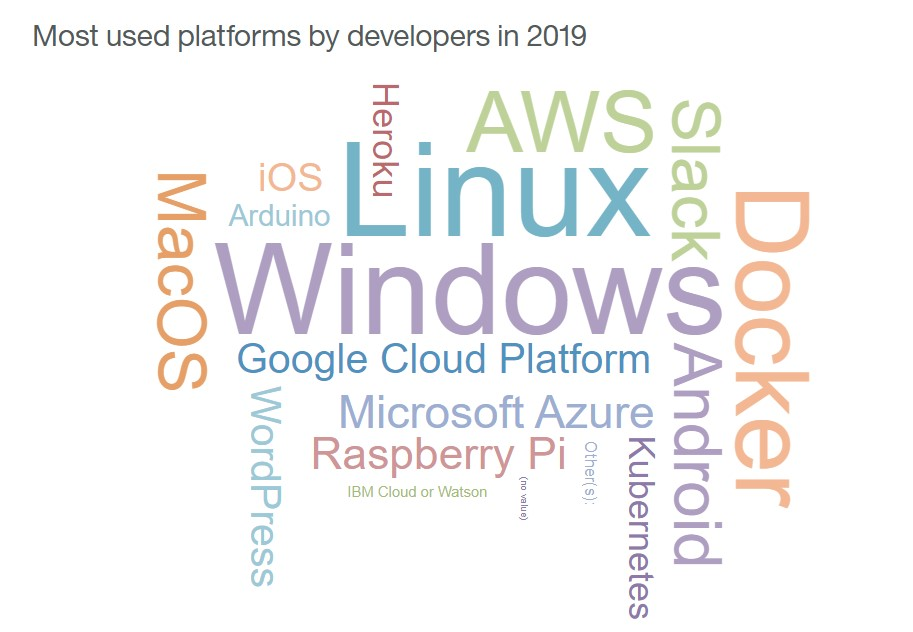 Most used platforms by developers in 2019
Heroku
AWS
Slack
iOS
Linux
MacOS
Arduino
Docker
Windows
Google Cloud Platform
Android
WordPress
Microsoft Azure
Raspberry Pi
Other(s):
Kubernetes
IBM Cloud or Watson
(no value)